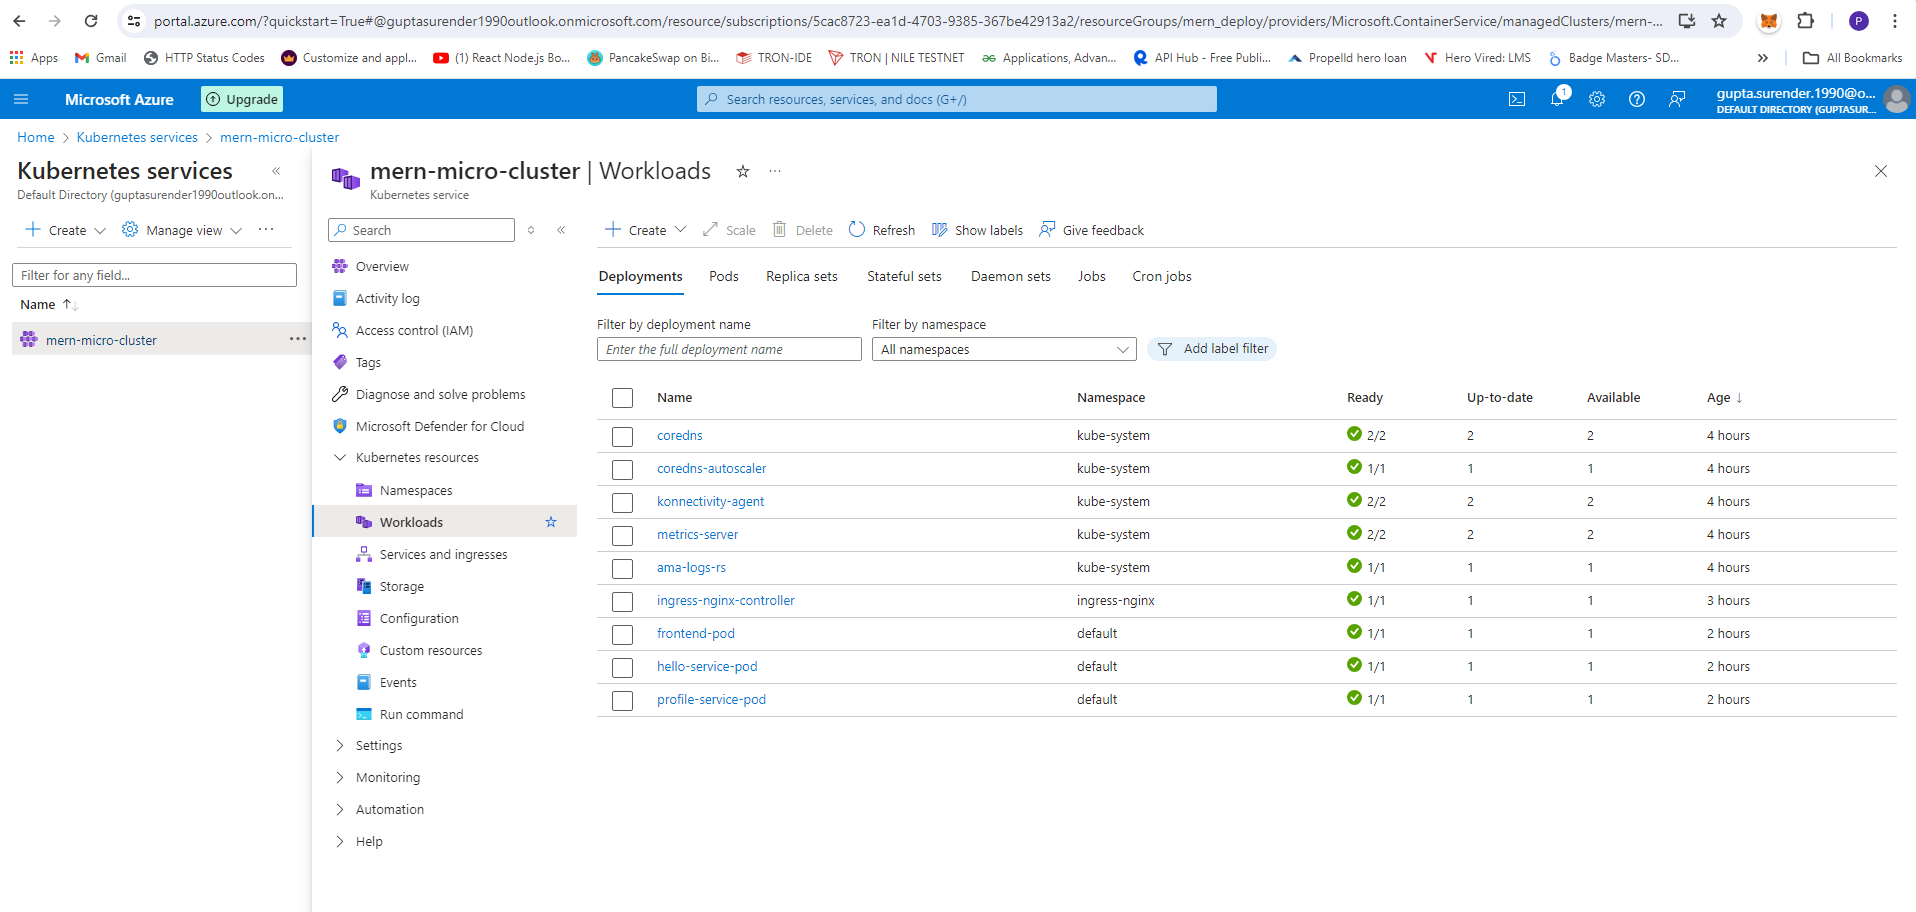 portal.azure.com/?quickstart=True#@guptasurender1990outlook.onmicrosoft.com/resource/subscriptions/5cac8723-ea1d-4703-9385-367be42913a2/resourceGroups/mern_deploy/providers/Microsoft.ContainerService/managedClusters/mern-...
P
Apps Gmail HTTP Status Codes Customize and appl... (1) React Node.js Bo... PancakeSwap on Bi... TRON-IDE TRON | NILE TESTNET Applications, Advan... API Hub - Free Publi... Propelld hero loan Hero Vired: LMS Badge Masters- SD... All Bookmarks
Microsoft Azure Upgrade Search resources, services, and docs (G+/) 1 gupta.surender.1990@o...
DEFAULT DIRECTORY (GUPTASUR...
Home > Kubernetes services > mern-micro-cluster
Kubernetes services
Default Directory (guptasurender1990outlook.on...
Create Manage view ...
Filter for any field...
Name
mern-micro-cluster ...
mern-micro-cluster | Workloads ...
Kubernetes service
Search
Overview
Activity log
Access control (IAM)
Tags
Diagnose and solve problems
Microsoft Defender for Cloud
Kubernetes resources
Namespaces
Workloads
Services and ingresses
Storage
Configuration
Custom resources
Events
Run command
Settings
Monitoring
Automation
Help
Create Scale Delete Refresh Show labels Give feedback
Deployments Pods Replica sets Stateful sets Daemon sets Jobs Cron jobs
Filter by deployment name Filter by namespace
Enter the full deployment name All namespaces Add label filter
Name Namespace Ready Up-to-date Available Age ↓
coredns kube-system 2/2 2 2 4 hours
coredns-autoscaler kube-system 1/1 1 1 4 hours
konnectivity-agent kube-system 2/2 2 2 4 hours
metrics-server kube-system 2/2 2 2 4 hours
ama-logs-rs kube-system 1/1 1 1 4 hours
ingress-nginx-controller ingress-nginx 1/1 1 1 3 hours
frontend-pod default 1/1 1 1 2 hours
hello-service-pod default 1/1 1 1 2 hours
profile-service-pod default 1/1 1 1 2 hours